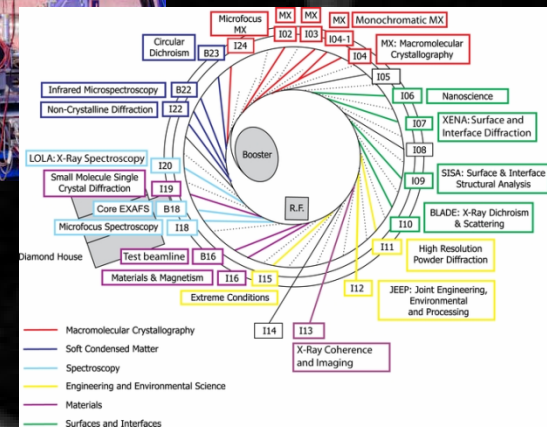 Microfocus
MX
MX
MX
MX
Monochromatic MX
Circular
Dichroism
B23
I24
I02
I03
I04-1
I04
MX: Macromolecular
Crystallography
I05
Infrared Microspectroscopy
B22
I06
Nanoscience
Non-Crystalline Diffraction
I22
I07
XENA: Surface and
Interface Diffraction
Booster
I08
LOLA: X-Ray Spectroscopy
I20
Small Molecule Single
Crystal Diffraction
I19
I09
SISA: Surface & Interface
Structural Analysis
Core EXAFS
B18
R.F.
Microfocus Spectroscopy
I18
I10
BLADE: X-Ray Dichroism
& Scattering
Diamond House
Test beamline
B16
I11
High Resolution
Powder Diffraction
Materials & Magnetism
I16
I15
Extreme Conditions
I12
JEEP: Joint Engineering,
Environmental
and Processing
I14
I13
X-Ray Coherence
and Imaging
Macromolecular Crystallography
Soft Condensed Matter
Spectroscopy
Engineering and Environmental Science
Materials
Surfaces and Interfaces